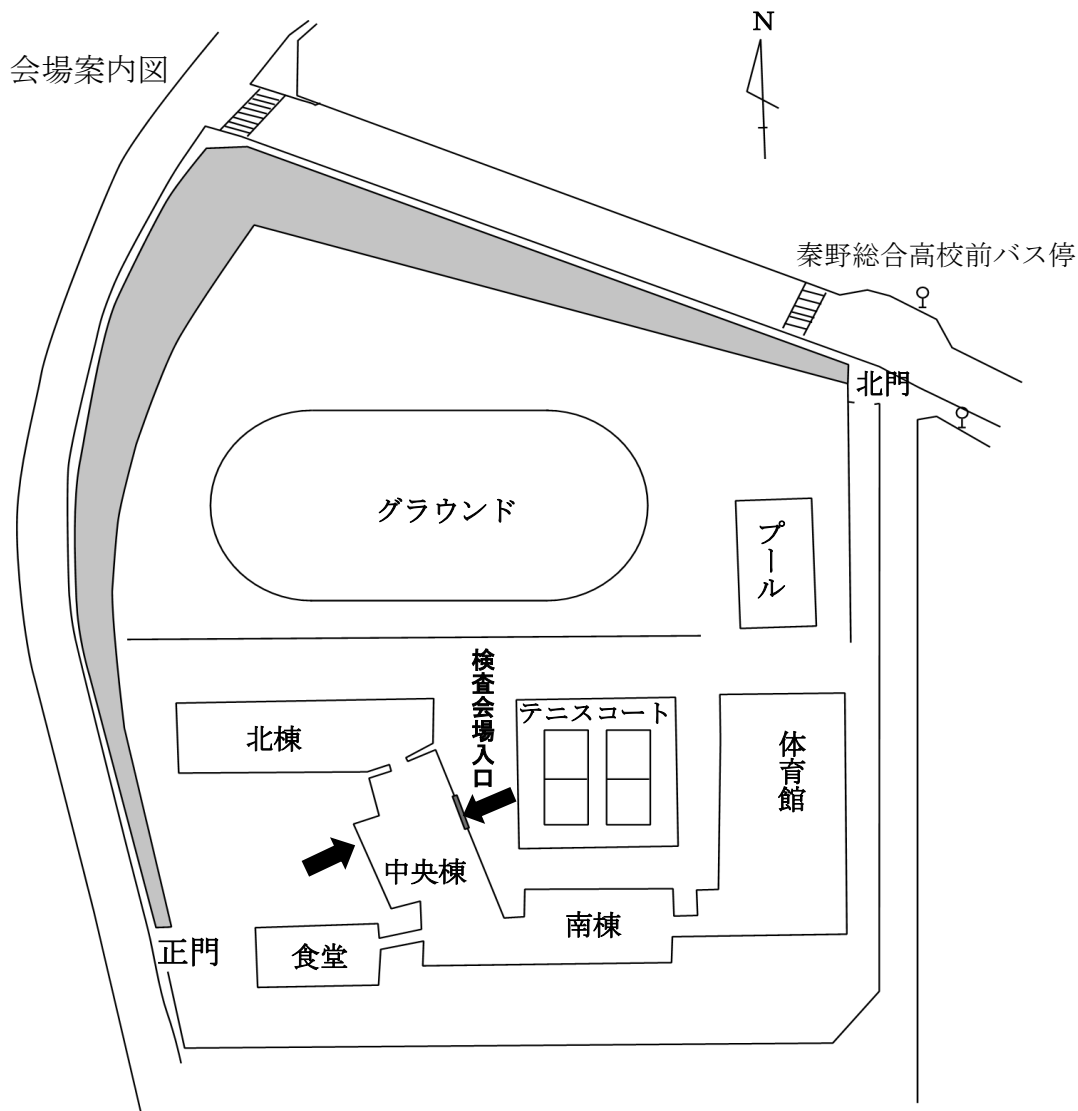 N
会場案内図
秦野総合高校前バス停
北門
グラウンド
プール
検査会場入口
テニスコート
北棟
体育館
中央棟
南棟
正門
食堂